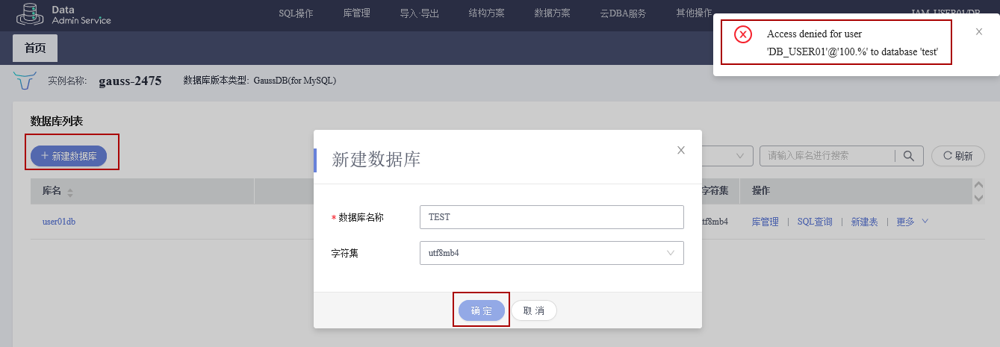 Data
Admin Service
SQL操作 库管理 导入·导出 结构方案 数据方案 云DBA服务 其他操作
首页
Access denied for user
'DB_USER01'@'100.%' to database 'test'
实例名称: gauss-2475 数据库版本类型: GaussDB(for MySQL)
数据库列表
+ 新建数据库
请输入库名进行搜索
刷新
库名
字符集 操作
user01db
tf8mb4 库管理 | SQL查询 | 新建表 | 更多
新建数据库
* 数据库名称 TEST
字符集 utf8mb4
确定 取消